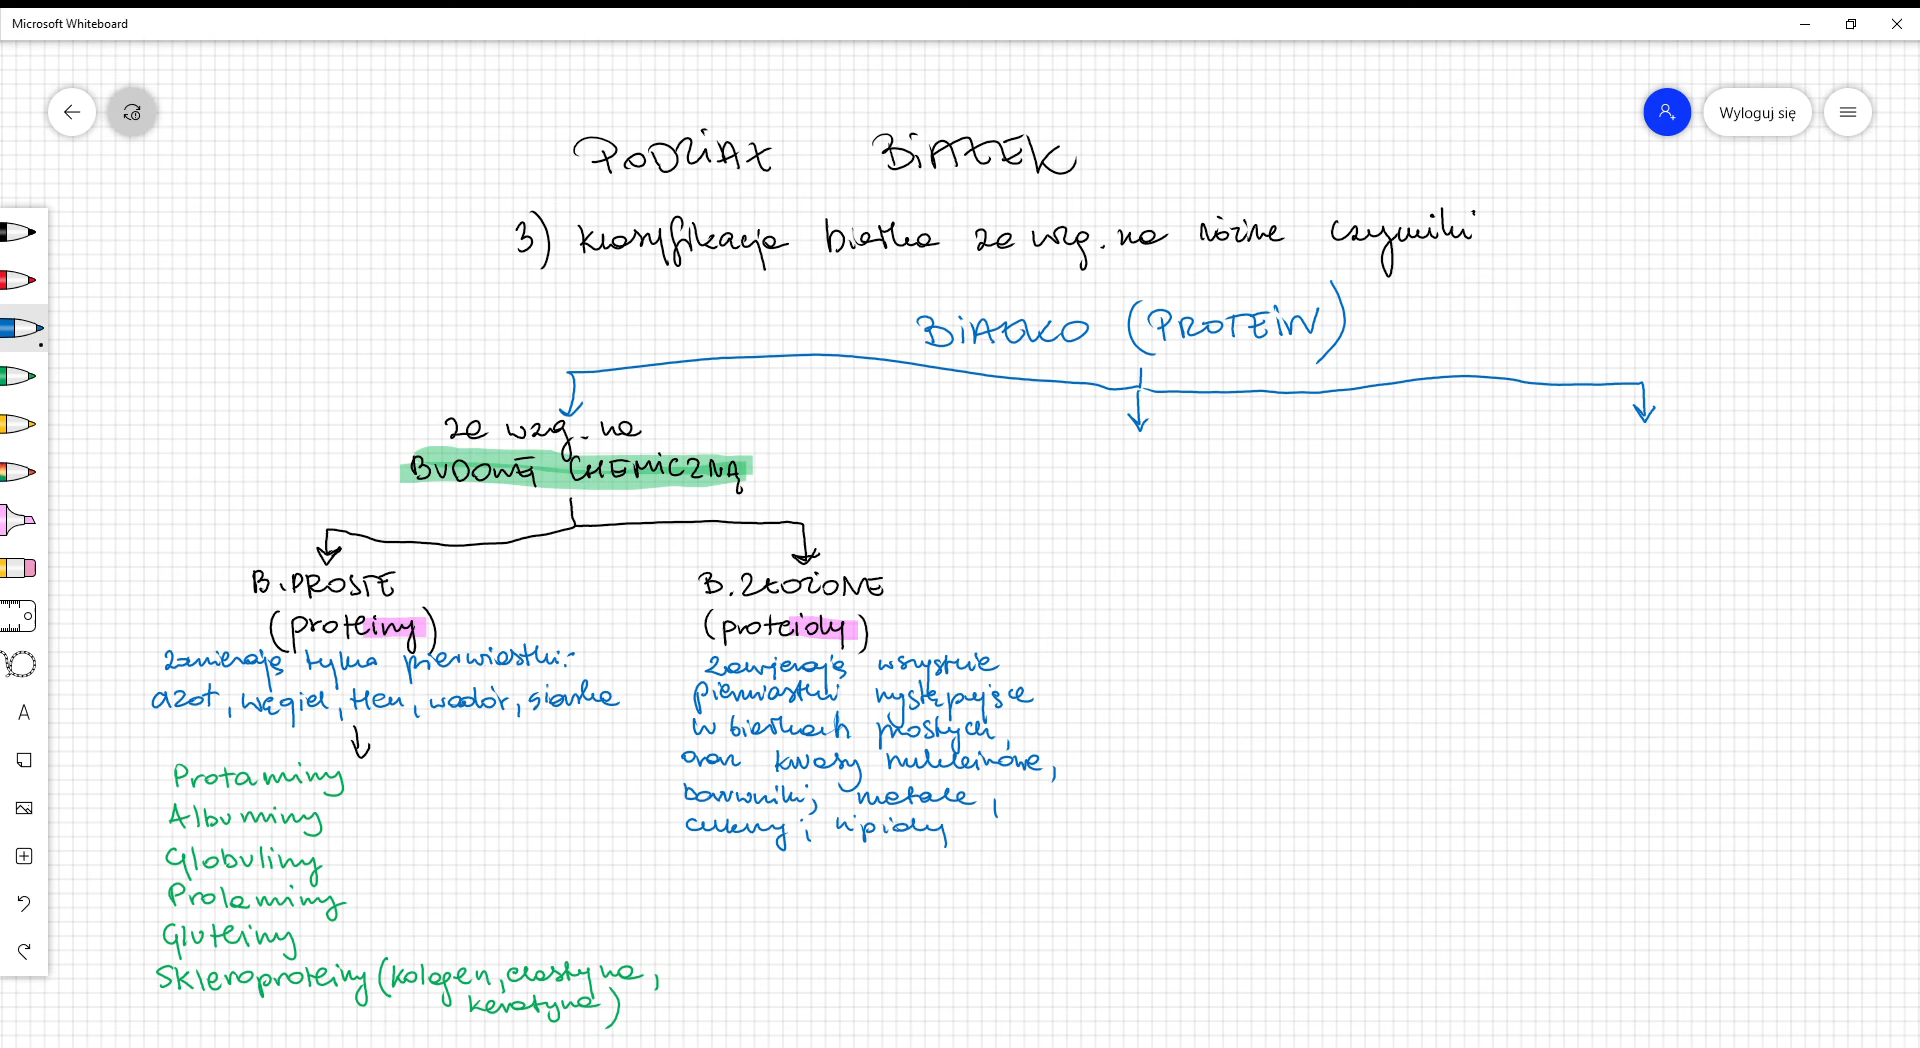 Microsoft Whiteboard
Wyloguj się
PODZIAŁ BIAŁEK
3) klasyfikacja białka ze wzg. na różne czynniki
BIAŁKO (PROTEIN)
ze wzg. na
BUDOWĘ CHEMICZNĄ
B. PROSTE
(proteiny)
zawierają tylko pierwiastki:
azot, węgiel, tlen, wodór, siarka
B. ZŁOŻONE
(proteidy)
zawierają wszystkie
pierwiastki występujące
w białkach prostych,
oraz kwasy nukleinowe,
barwniki, metale,
cukry i lipidy
Protaminy
Albuminy
Globuliny
Prolaminy
Gluteiny
Skleroproteiny (kolagen, elastyna,
keratyna)
A